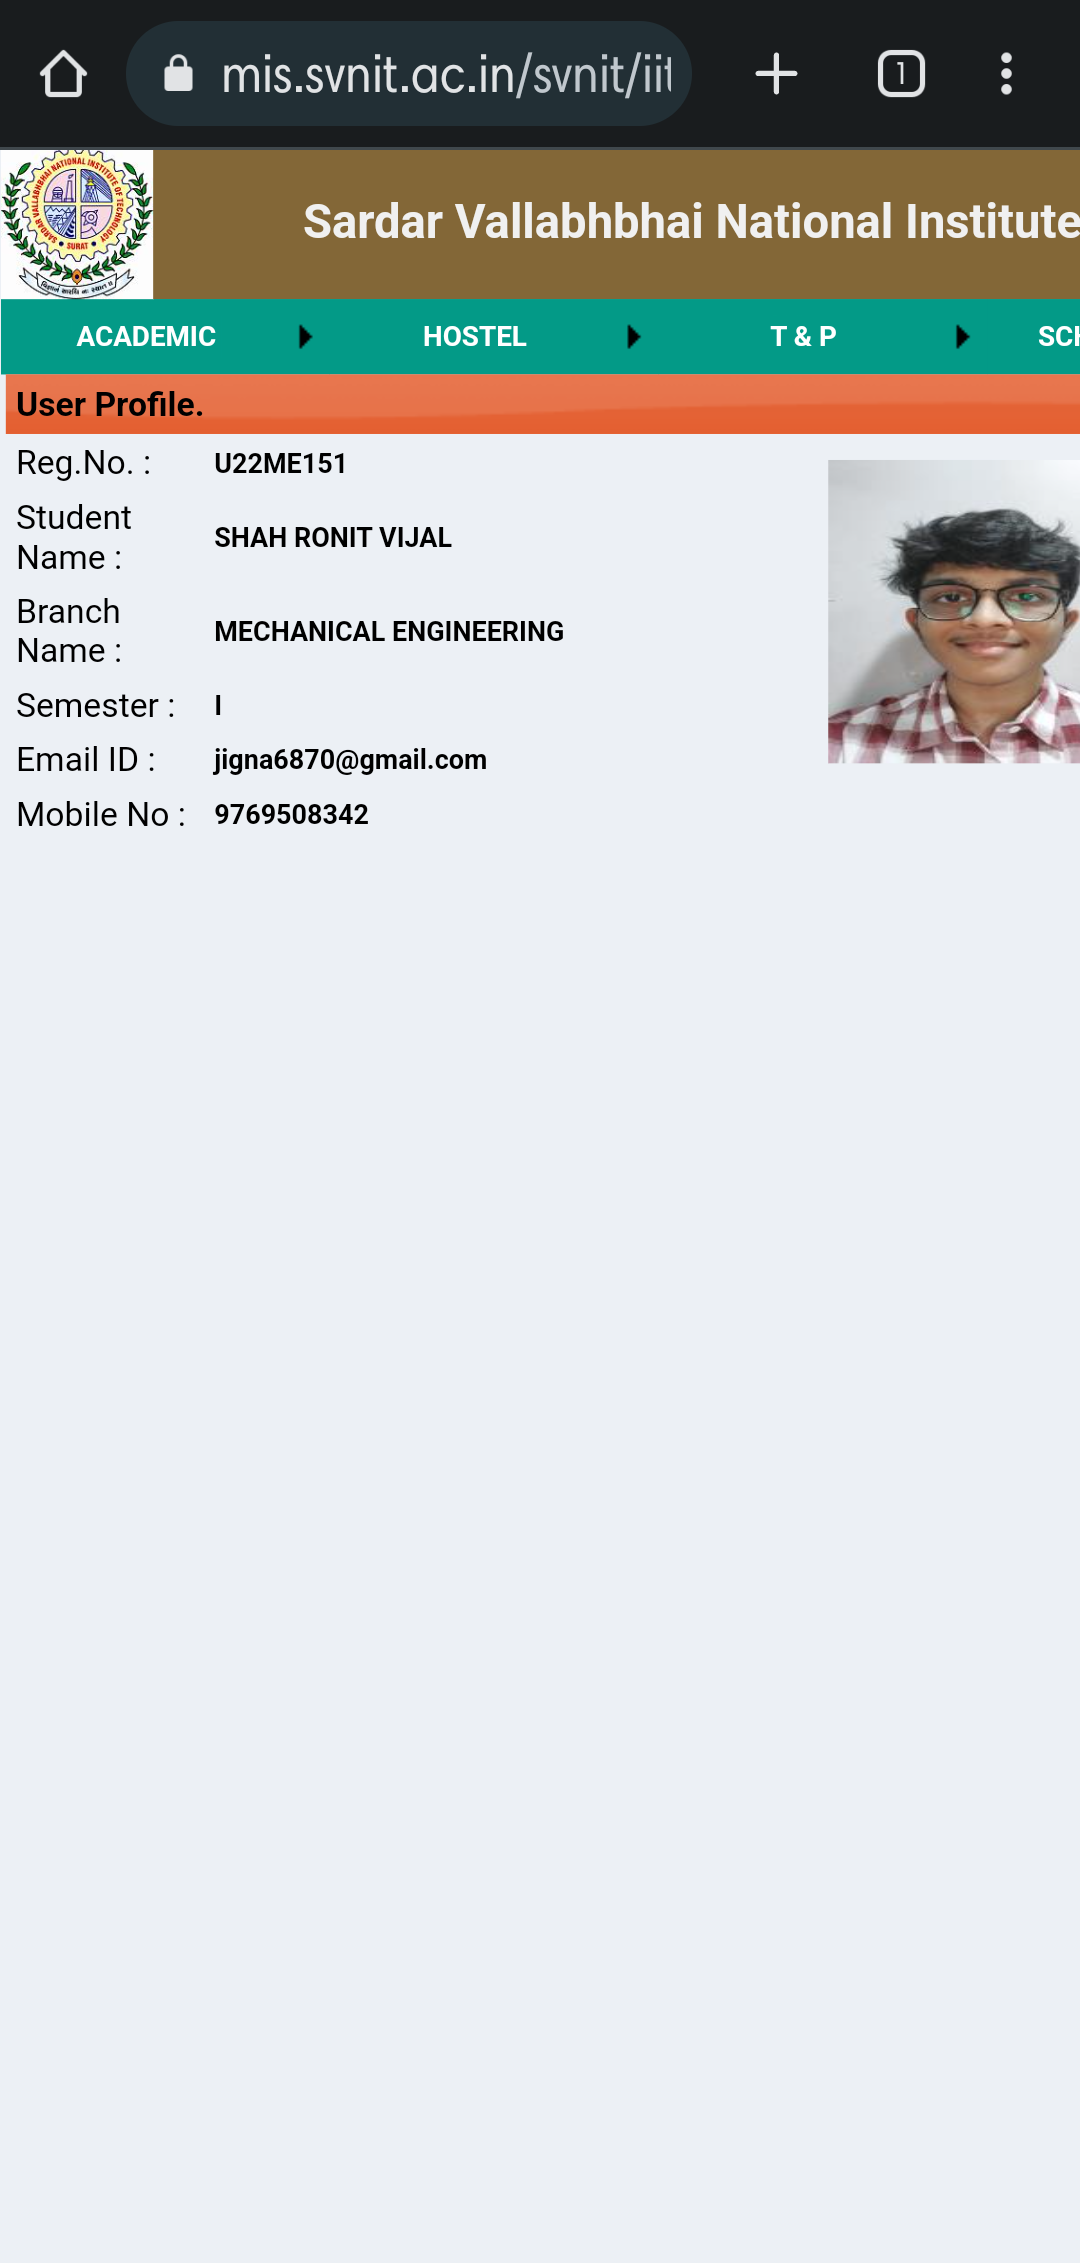 mis.svnit.ac.in/svnit/iit
SARDAR VALLABHBHAI NATIONAL INSTITUTE OF TECHNOLOGY
SURAT
Sardar Vallabhbhai National Institute
ACADEMIC HOSTEL T & P SCH
User Profile.
Reg.No. : U22ME151
Student
Name : SHAH RONIT VIJAL
Branch
Name : MECHANICAL ENGINEERING
Semester : I
Email ID : jigna6870@gmail.com
Mobile No : 9769508342